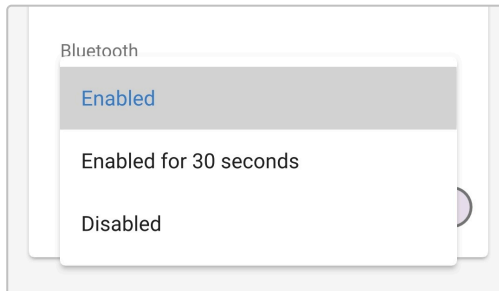 Bluetooth
Enabled
Enabled for 30 seconds
Disabled